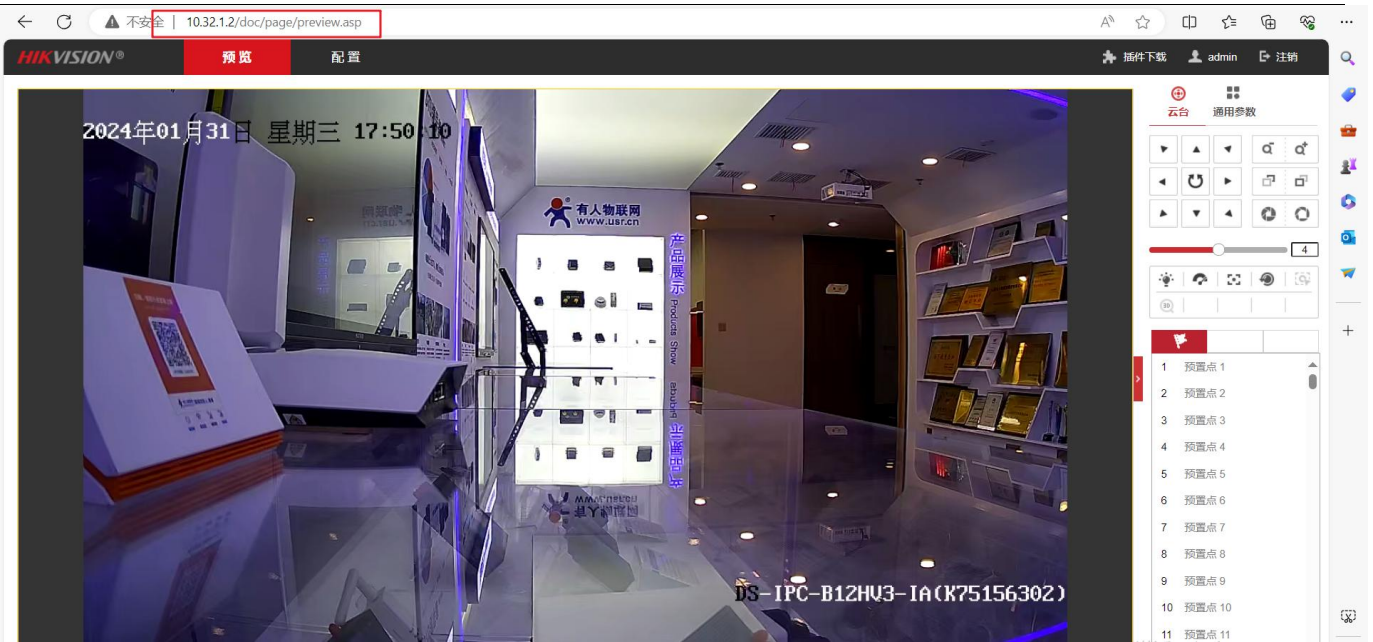 不安全 10.32.1.2/doc/page/preview.asp
HIKVISION®
预览
配置
插件下载
admin
注销
2024年01月31日 星期三 17:50:10
有人物联网
www.usr.cn
产品展示 Products Show
DS-IPC-B12HV3-IA(K75156302)
云台
通用参数
4
1 预置点 1
2 预置点 2
3 预置点 3
4 预置点 4
5 预置点 5
6 预置点 6
7 预置点 7
8 预置点 8
9 预置点 9
10 预置点 10
11 预置点 11